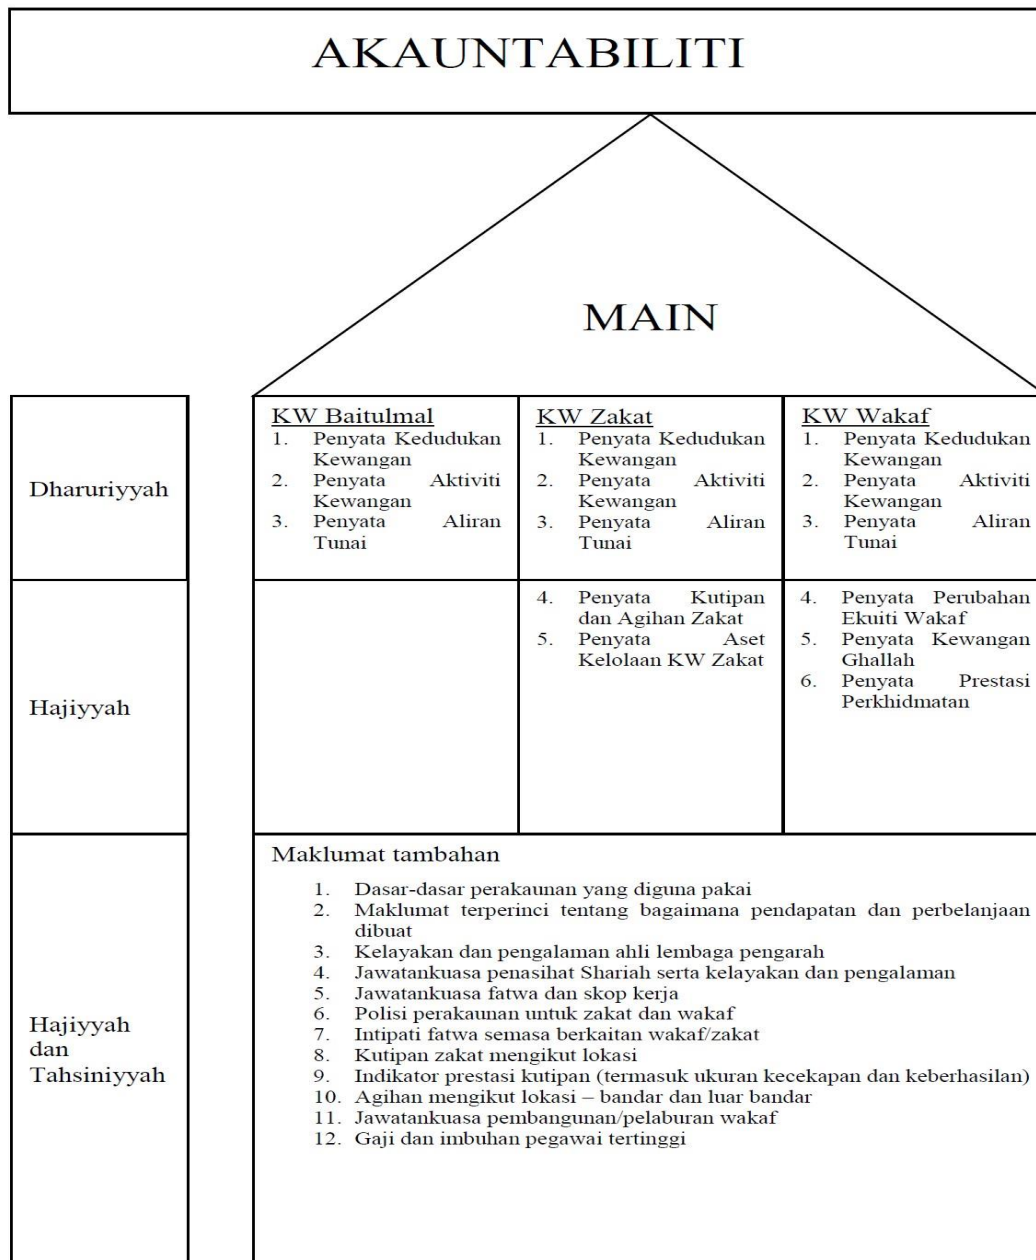 AKAUNTABILITI
MAIN
Dharuriyyah
KW Baitulmal
1. Penyata Kedudukan
Kewangan
2. Penyata Aktiviti
Kewangan
3. Penyata Aliran
Tunai
KW Zakat
1. Penyata Kedudukan
Kewangan
2. Penyata Aktiviti
Kewangan
3. Penyata Aliran
Tunai
KW Wakaf
1. Penyata Kedudukan
Kewangan
2. Penyata Aktiviti
Kewangan
3. Penyata Aliran
Tunai
Hajiyyah
4. Penyata Kutipan
dan Agihan Zakat
5. Penyata Aset
Kelolaan KW Zakat
4. Penyata Perubahan
Ekuiti Wakaf
5. Penyata Kewangan
Ghallah
6. Penyata Prestasi
Perkhidmatan
Hajiyyah
dan
Tahsiniyyah
Maklumat tambahan
1. Dasar-dasar perakaunan yang diguna pakai
2. Maklumat terperinci tentang bagaimana pendapatan dan perbelanjaan
dibuat
3. Kelayakan dan pengalaman ahli lembaga pengarah
4. Jawatankuasa penasihat Shariah serta kelayakan dan pengalaman
5. Jawatankuasa fatwa dan skop kerja
6. Polisi perakaunan untuk zakat dan wakaf
7. Intipati fatwa semasa berkaitan wakaf/zakat
8. Kutipan zakat mengikut lokasi
9. Indikator prestasi kutipan (termasuk ukuran kecekapan dan keberhasilan)
10. Agihan mengikut lokasi – bandar dan luar bandar
11. Jawatankuasa pembangunan/pelaburan wakaf
12. Gaji dan imbuhan pegawai tertinggi